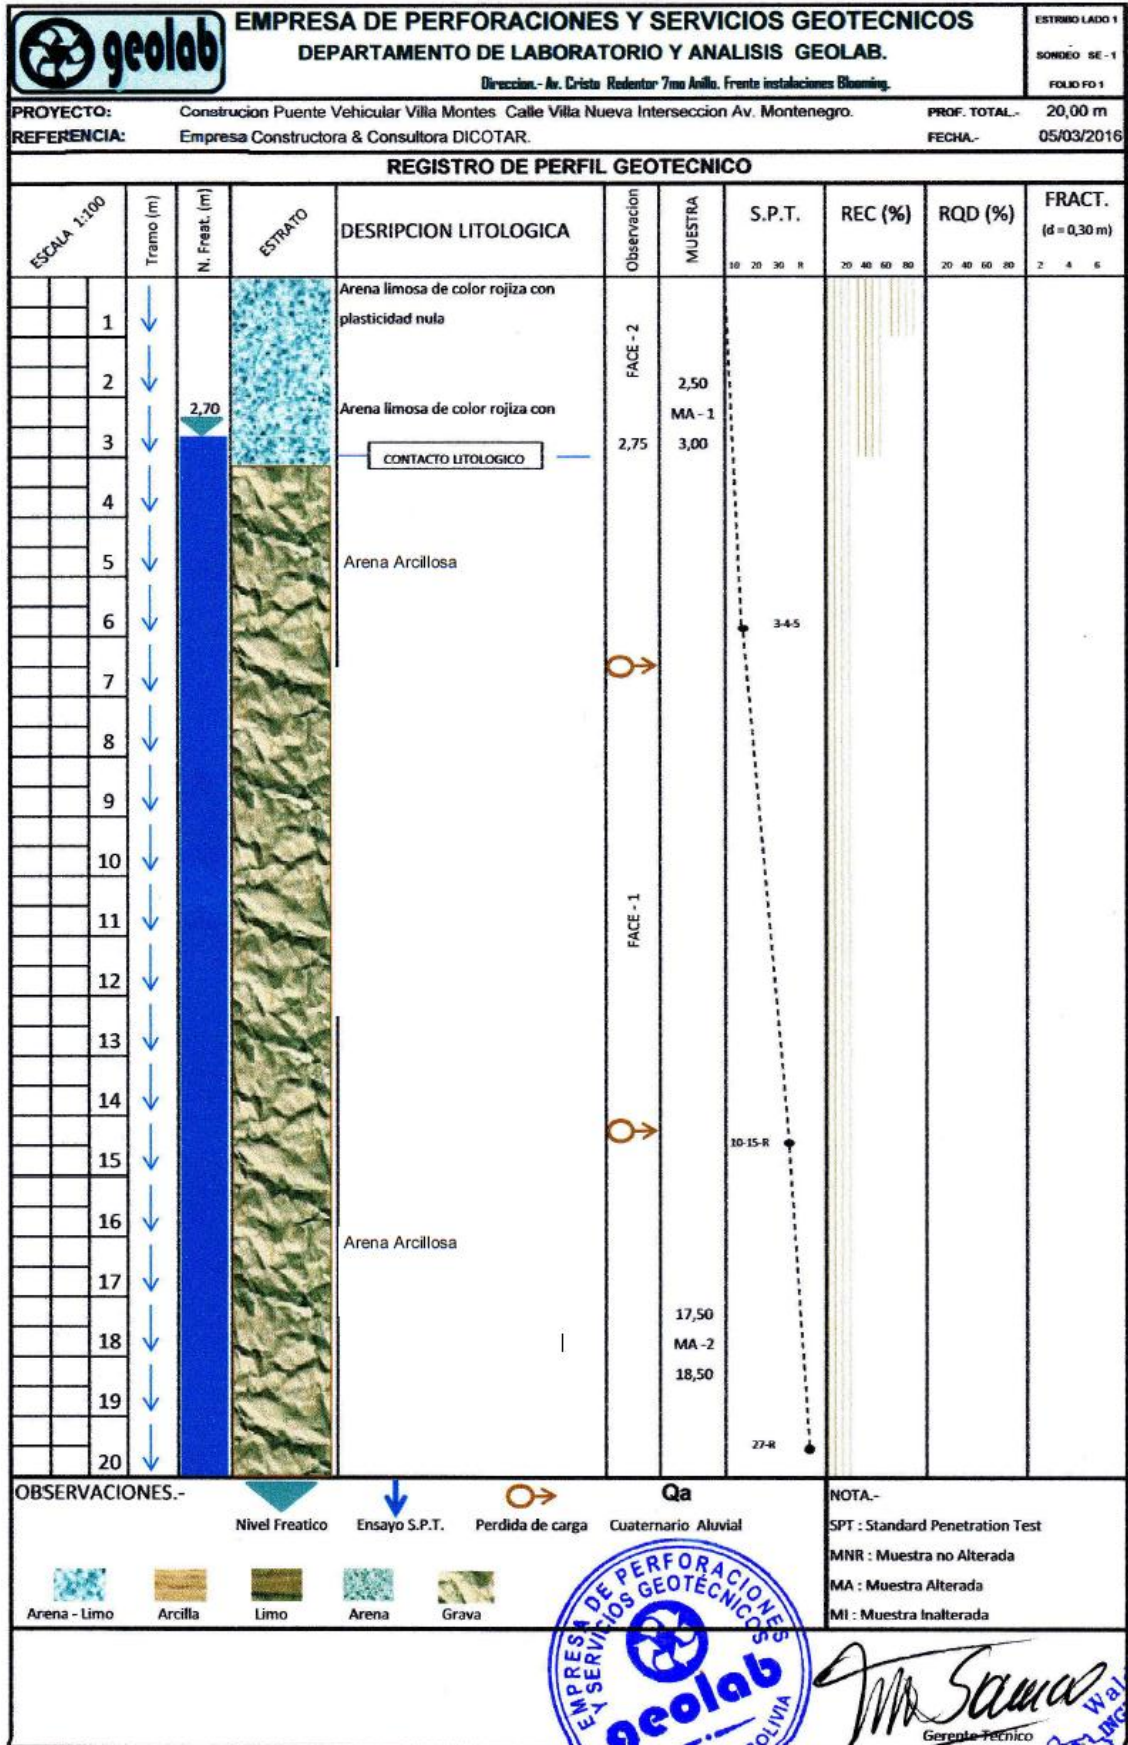 geolab
EMPRESA DE PERFORACIONES Y SERVICIOS GEOTECNICOS
DEPARTAMENTO DE LABORATORIO Y ANALISIS GEOLAB.
Direccion.- Av. Cristo Redentor 7mo Anillo. Frente instalaciones Blooming.
ESTRIBO LADO 1
SONDEO SE - 1
FOLIO FO 1
PROYECTO: Construcion Puente Vehicular Villa Montes Calle Villa Nueva Interseccion Av. Montenegro. PROF. TOTAL.- 20,00 m
REFERENCIA: Empresa Constructora & Consultora DICOTAR. FECHA.- 05/03/2016
REGISTRO DE PERFIL GEOTECNICO
ESCALA 1:100
Tramo (m)
N. Freat. (m)
ESTRATO
DESRIPCION LITOLOGICA
Observacion
MUESTRA
S.P.T.
10 20 30 R
REC (%)
20 40 60 80
RQD (%)
20 40 60 80
FRACT.
(d = 0,30 m)
2 4 6
Arena limosa de color rojiza con
plasticidad nula
1
FACE - 2
2
2,50
2,70
Arena limosa de color rojiza con
MA - 1
3
2,75
3,00
CONTACTO LITOLOGICO
4
5
Arena Arcillosa
6
3-4-5
7
8
9
10
11
FACE - 1
12
13
14
15
10-15-R
16
Arena Arcillosa
17
17,50
18
MA -2
18,50
19
20
27-R
OBSERVACIONES.-
Nivel Freatico
Ensayo S.P.T.
Perdida de carga
Qa
Cuaternario Aluvial
Arena - Limo
Arcilla
Limo
Arena
Grava
NOTA.-
SPT : Standard Penetration Test
MNR : Muestra no Alterada
MA : Muestra Alterada
MI : Muestra Inalterada
EMPRESA DE PERFORACIONES
Y SERVICIOS GEOTÉCNICOS
geolab
BOLIVIA
Gerente Tecnico